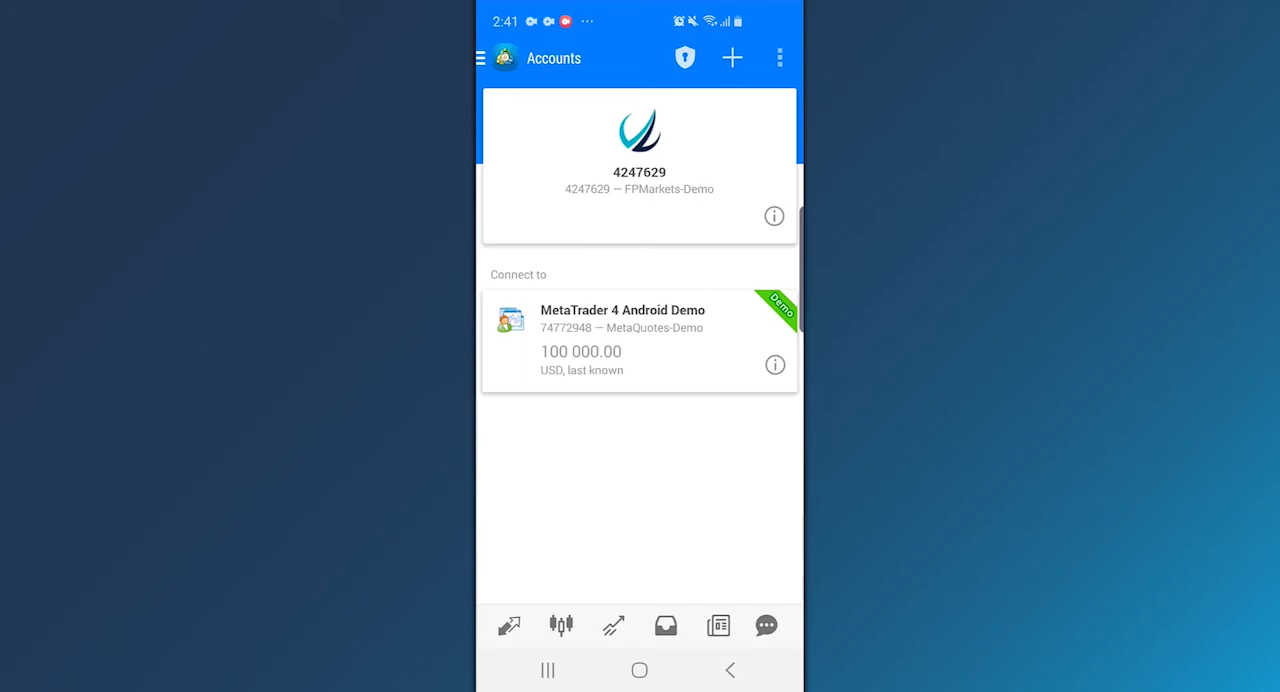 2:41
Accounts
4247629
4247629 — FPMarkets-Demo
Connect to
MetaTrader 4 Android Demo
Demo
74772948 — MetaQuotes-Demo
100 000.00
USD, last known